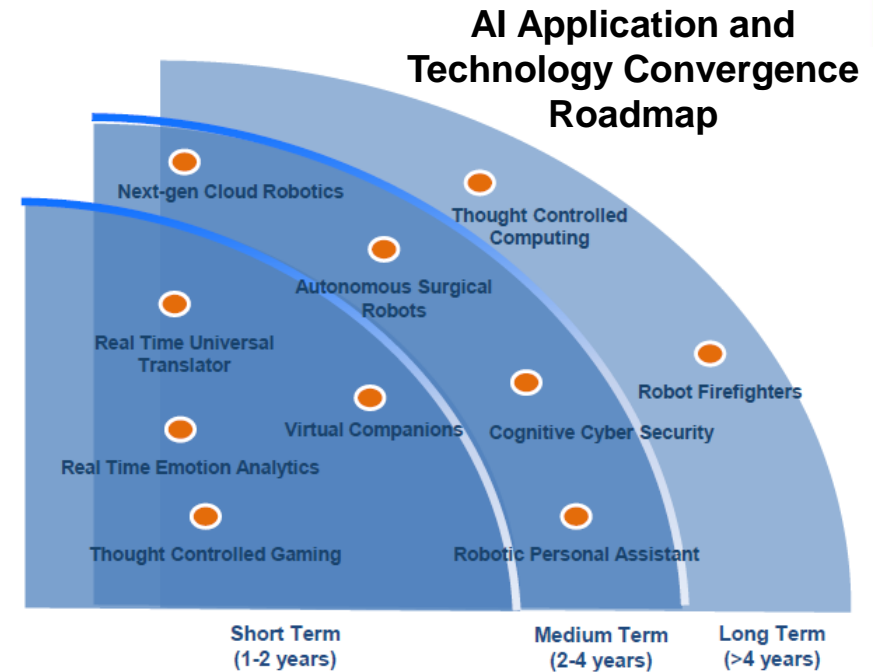 AI Application and
Technology Convergence
Roadmap
Next-gen Cloud Robotics
Thought Controlled
Computing
Autonomous Surgical
Robots
Real Time Universal
Translator
Robot Firefighters
Virtual Companions
Cognitive Cyber Security
Real Time Emotion Analytics
Thought Controlled Gaming
Robotic Personal Assistant
Short Term
(1-2 years)
Medium Term
(2-4 years)
Long Term
(>4 years)